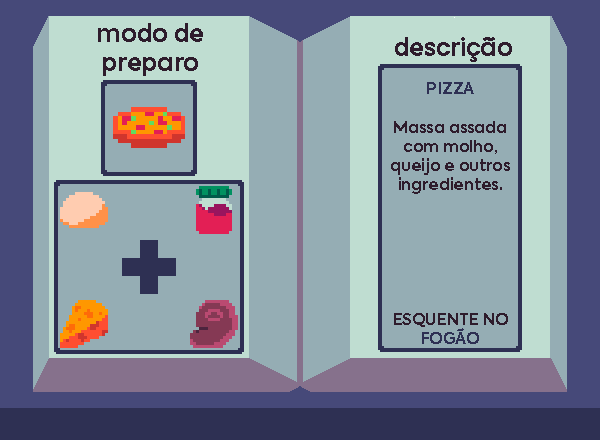 modo de
preparo
descrição
PIZZA
Massa assada
com molho,
queijo e outros
ingredientes.
ESQUENTE NO
FOGÃO